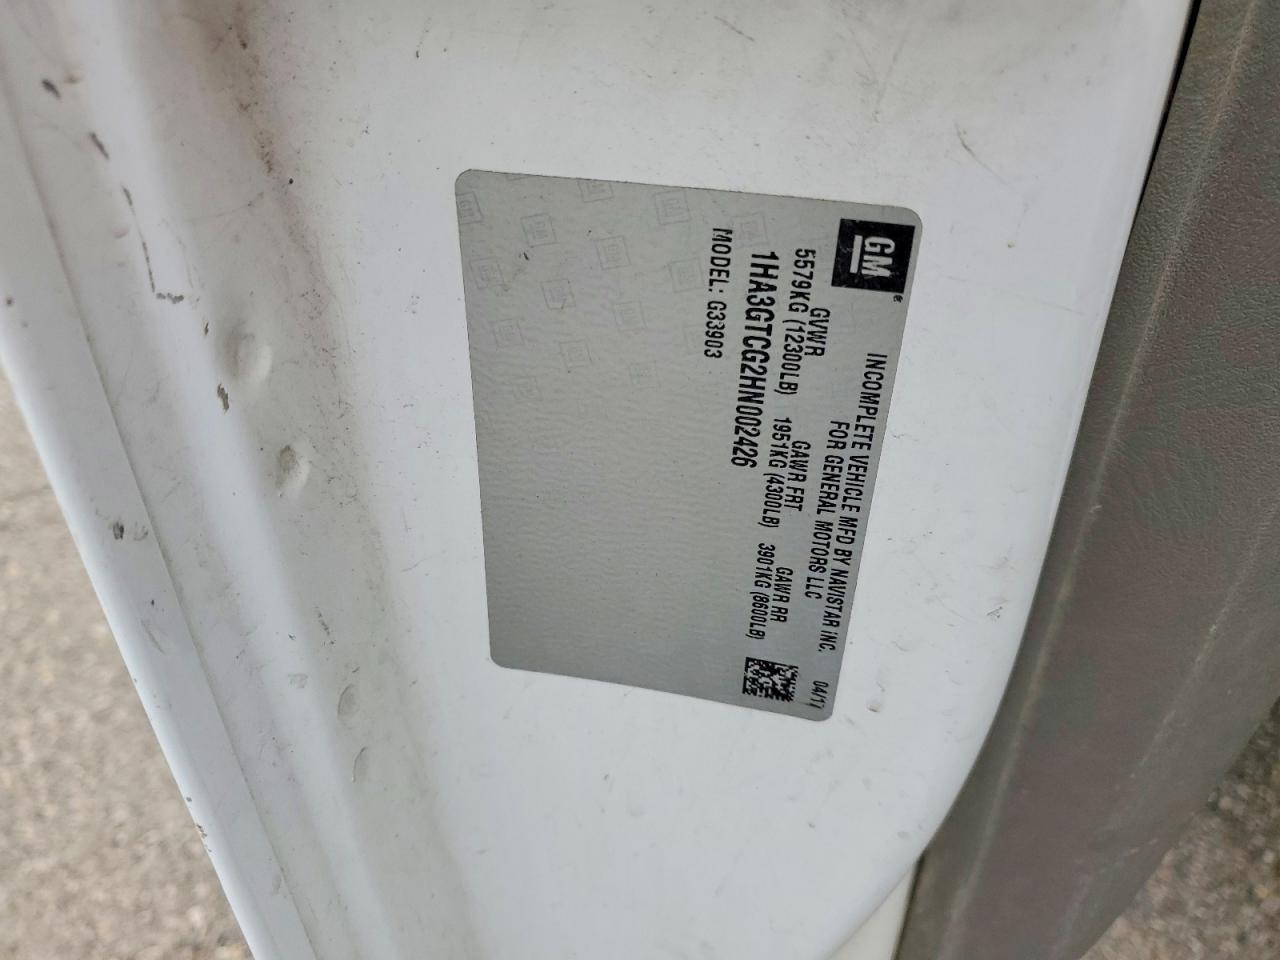 GM®
INCOMPLETE VEHICLE MFD BY NAVISTAR INC. 04/17
FOR GENERAL MOTORS LLC
GVWR GAWR FRT GAWR RR
5579KG (12300LB) 1951KG (4300LB) 3901KG (8600LB)
1HA3GTCG2HN002426
MODEL: G33903